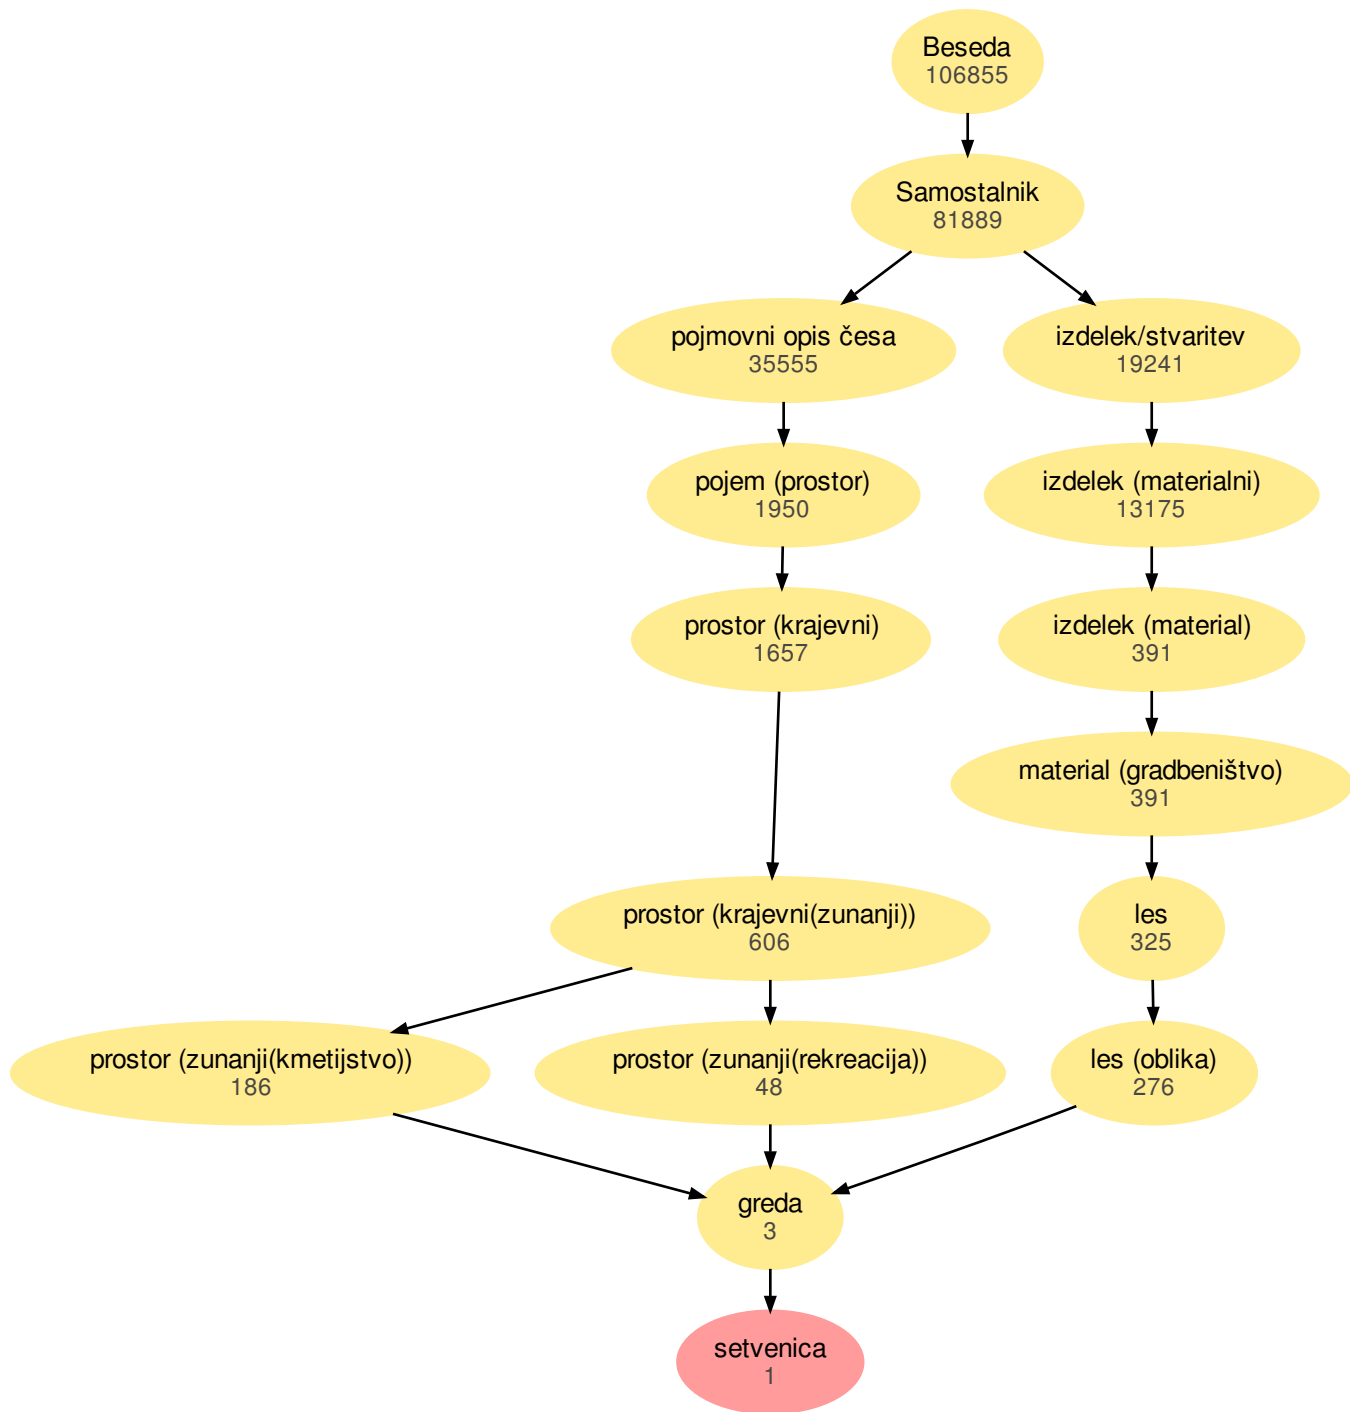 Beseda
106855
Samostalnik
81889
pojmovni opis česa
35555
izdelek/stvaritev
19241
pojem (prostor)
1950
izdelek (materialni)
13175
prostor (krajevni)
1657
izdelek (material)
391
material (gradbeništvo)
391
prostor (krajevni(zunanji))
606
les
325
prostor (zunanji(kmetijstvo))
186
prostor (zunanji(rekreacija))
48
les (oblika)
276
greda
3
setvenica
1